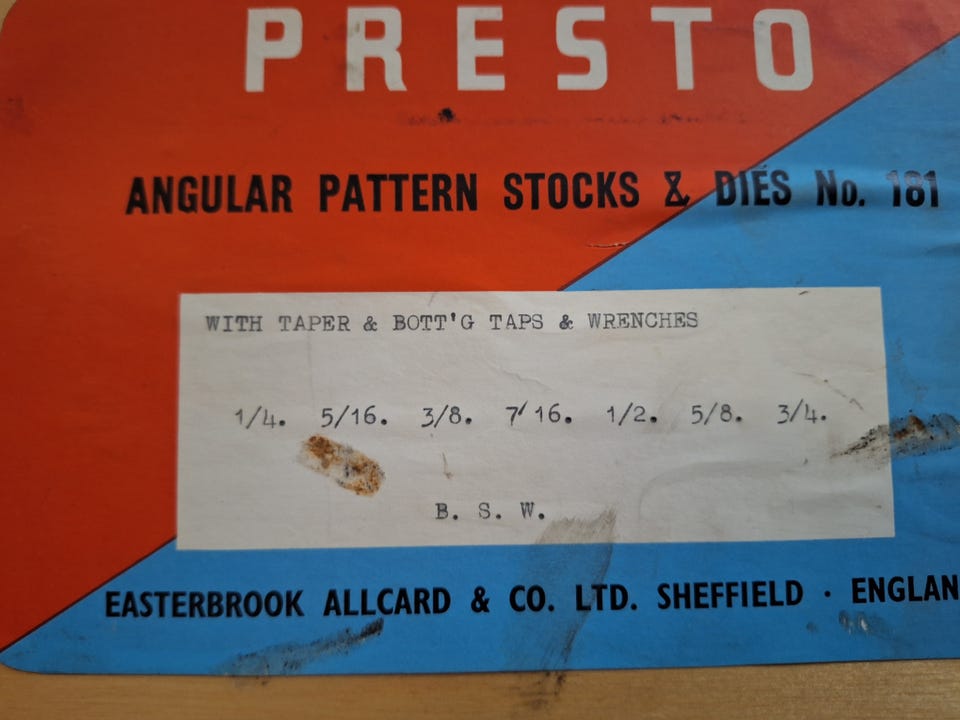 PRESTO
ANGULAR PATTERN STOCKS & DIES No. 181
WITH TAPER & BOTT'G TAPS & WRENCHES
1/4. 5/16. 3/8. 7/16. 1/2. 5/8. 3/4.
B. S. W.
EASTERBROOK ALLCARD & CO. LTD. SHEFFIELD · ENGLAN